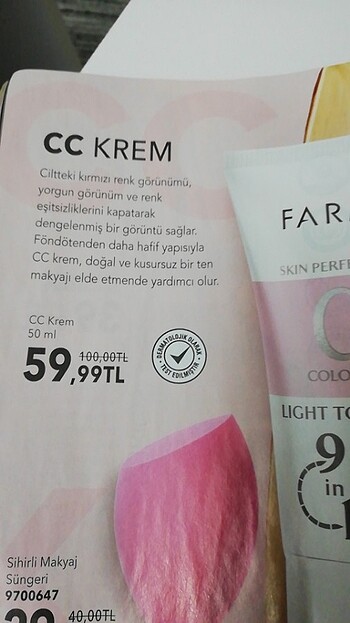 CC KREM
Ciltteki kırmızı renk görünümü,
yorgun görünüm ve renk
eşitsizliklerini kapatarak
dengelenmiş bir görüntü sağlar.
Föndötenden daha hafif yapısıyla
CC krem, doğal ve kusursuz bir ten
makyajı elde etmende yardımcı olur.
CC Krem
50 ml
100,00TL
59,99TL
DERMATOLOJİK OLARAK
TEST EDİLMİŞTİR
FAR
SKIN PERFE
COLO
LIGHT TO
9
in
1
Sihirli Makyaj
Süngeri
9700647
40,00TL